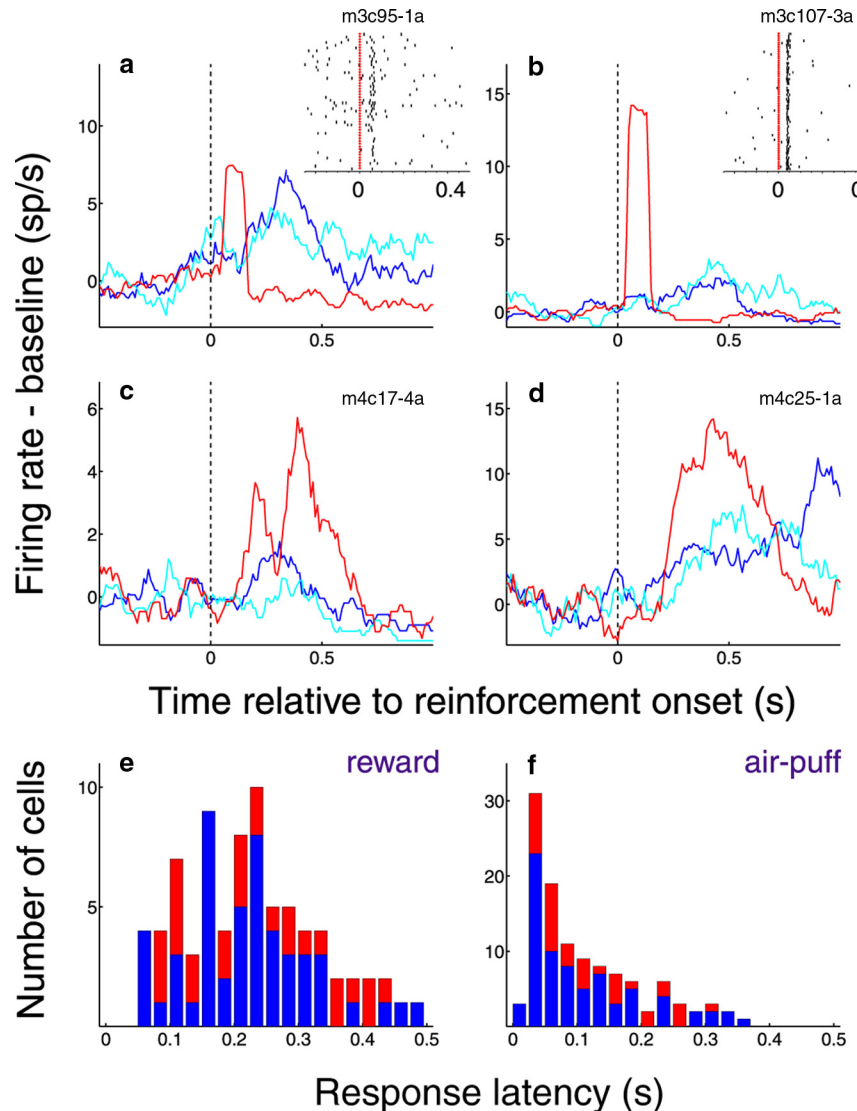 m3c95-1a
m3c107-3a
a
b
10
5
0
0 0.5
0 0.4
15
10
5
0
0 0.5
0 0
Firing rate - baseline (sp/s)
c
m4c17-4a
d
m4c25-1a
6
4
2
0
0 0.5
15
10
5
0
0 0.5
Time relative to reinforcement onset (s)
e
reward
f
air-puff
Number of cells
10
5
0 0.1 0.2 0.3 0.4 0.5
30
20
10
0 0.1 0.2 0.3 0.4 0.5
Response latency (s)